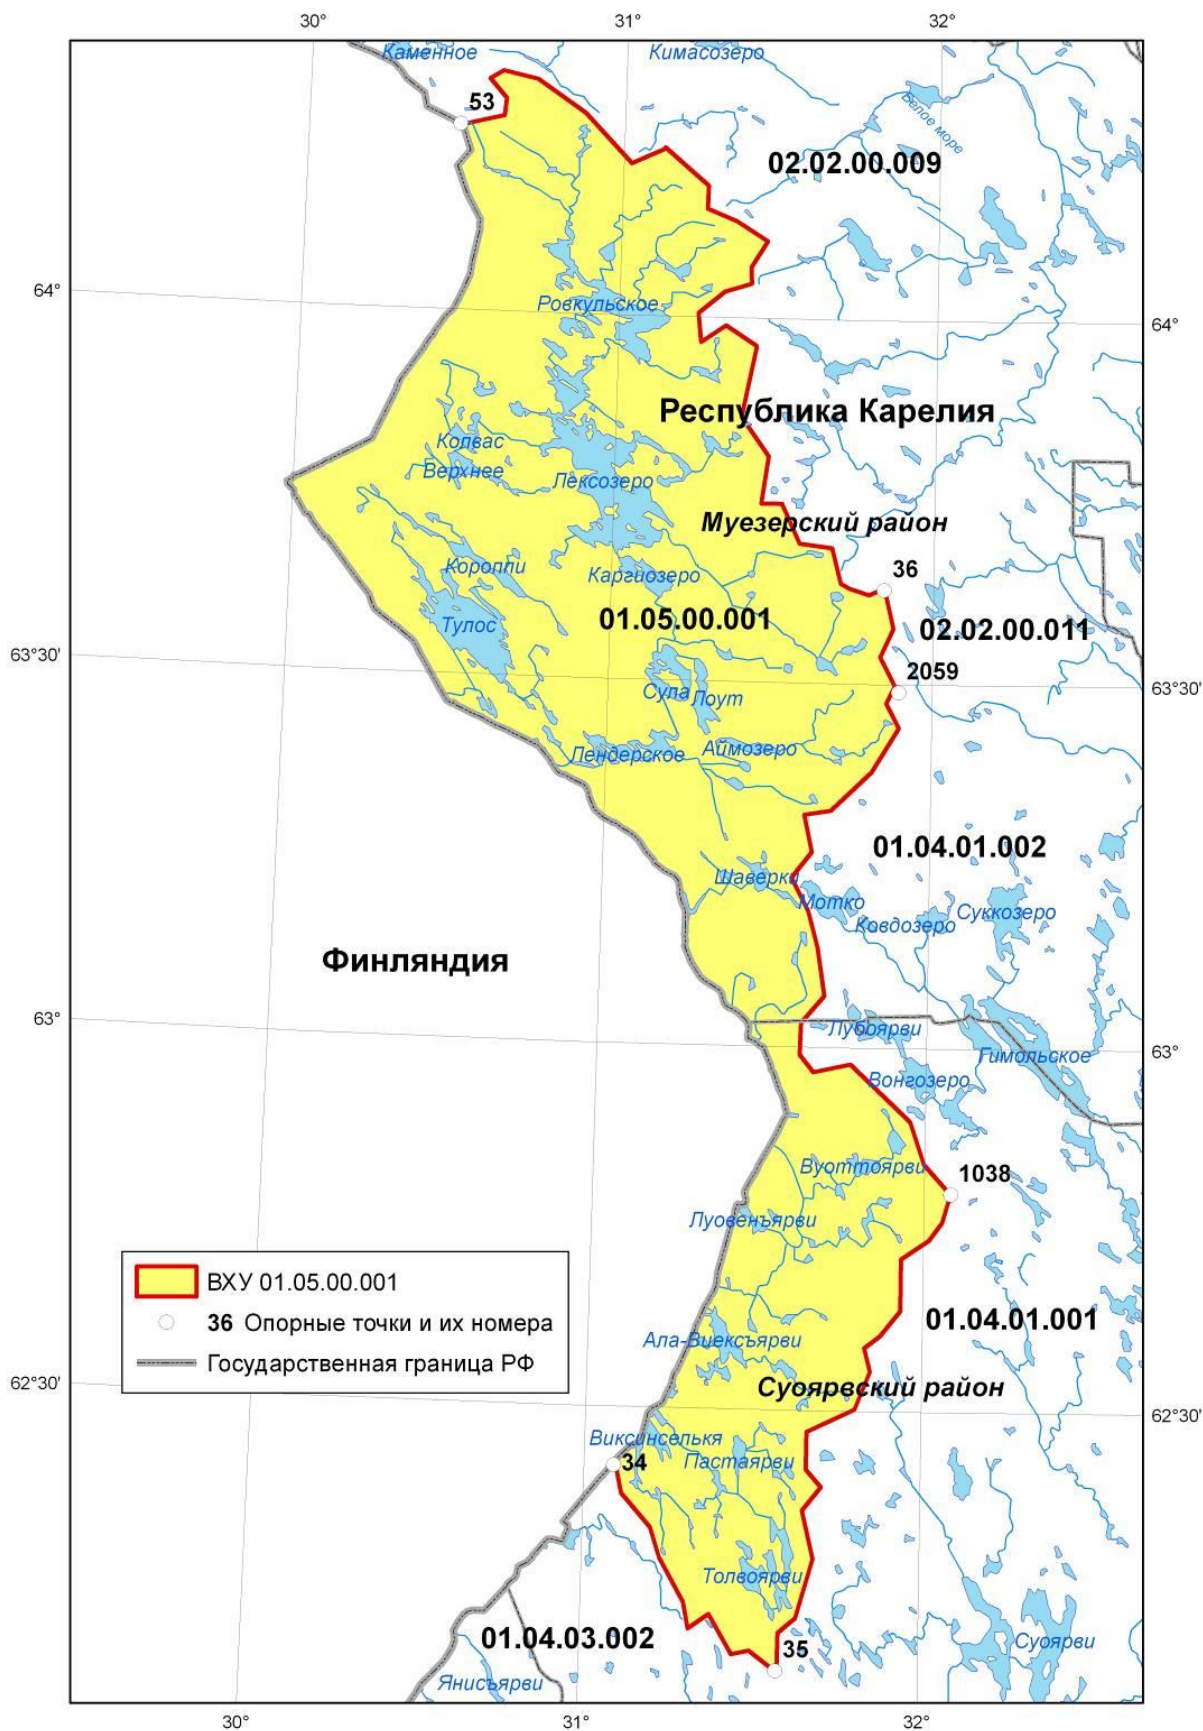 30°
31°
32°
Каменное
Кимасозеро
53
Белое море
02.02.00.009
64°
Ровкульское
64°
Республика Карелия
Колвас
Верхнее
Лексозеро
Муезерский район
Короппи
Каргиозеро
36
01.05.00.001
Тулос
02.02.00.011
63°30'
2059
63°30'
Сула
Лоут
Лендерское
Аймозеро
01.04.01.002
Шаверки
Мотко
Суккозеро
Ковдозеро
Финляндия
63°
Лубоярви
Гимольское
63°
Вонгозеро
Вуоттоярви
1038
Луовенъярви
ВХУ 01.05.00.001
36 Опорные точки и их номера
Государственная граница РФ
01.04.01.001
Ала-Виексъярви
62°30'
Суоярвский район
62°30'
Виксинселькя
34
Пастаярви
Толвоярви
01.04.03.002
35
Суоярви
Янисъярви
30°
31°
32°